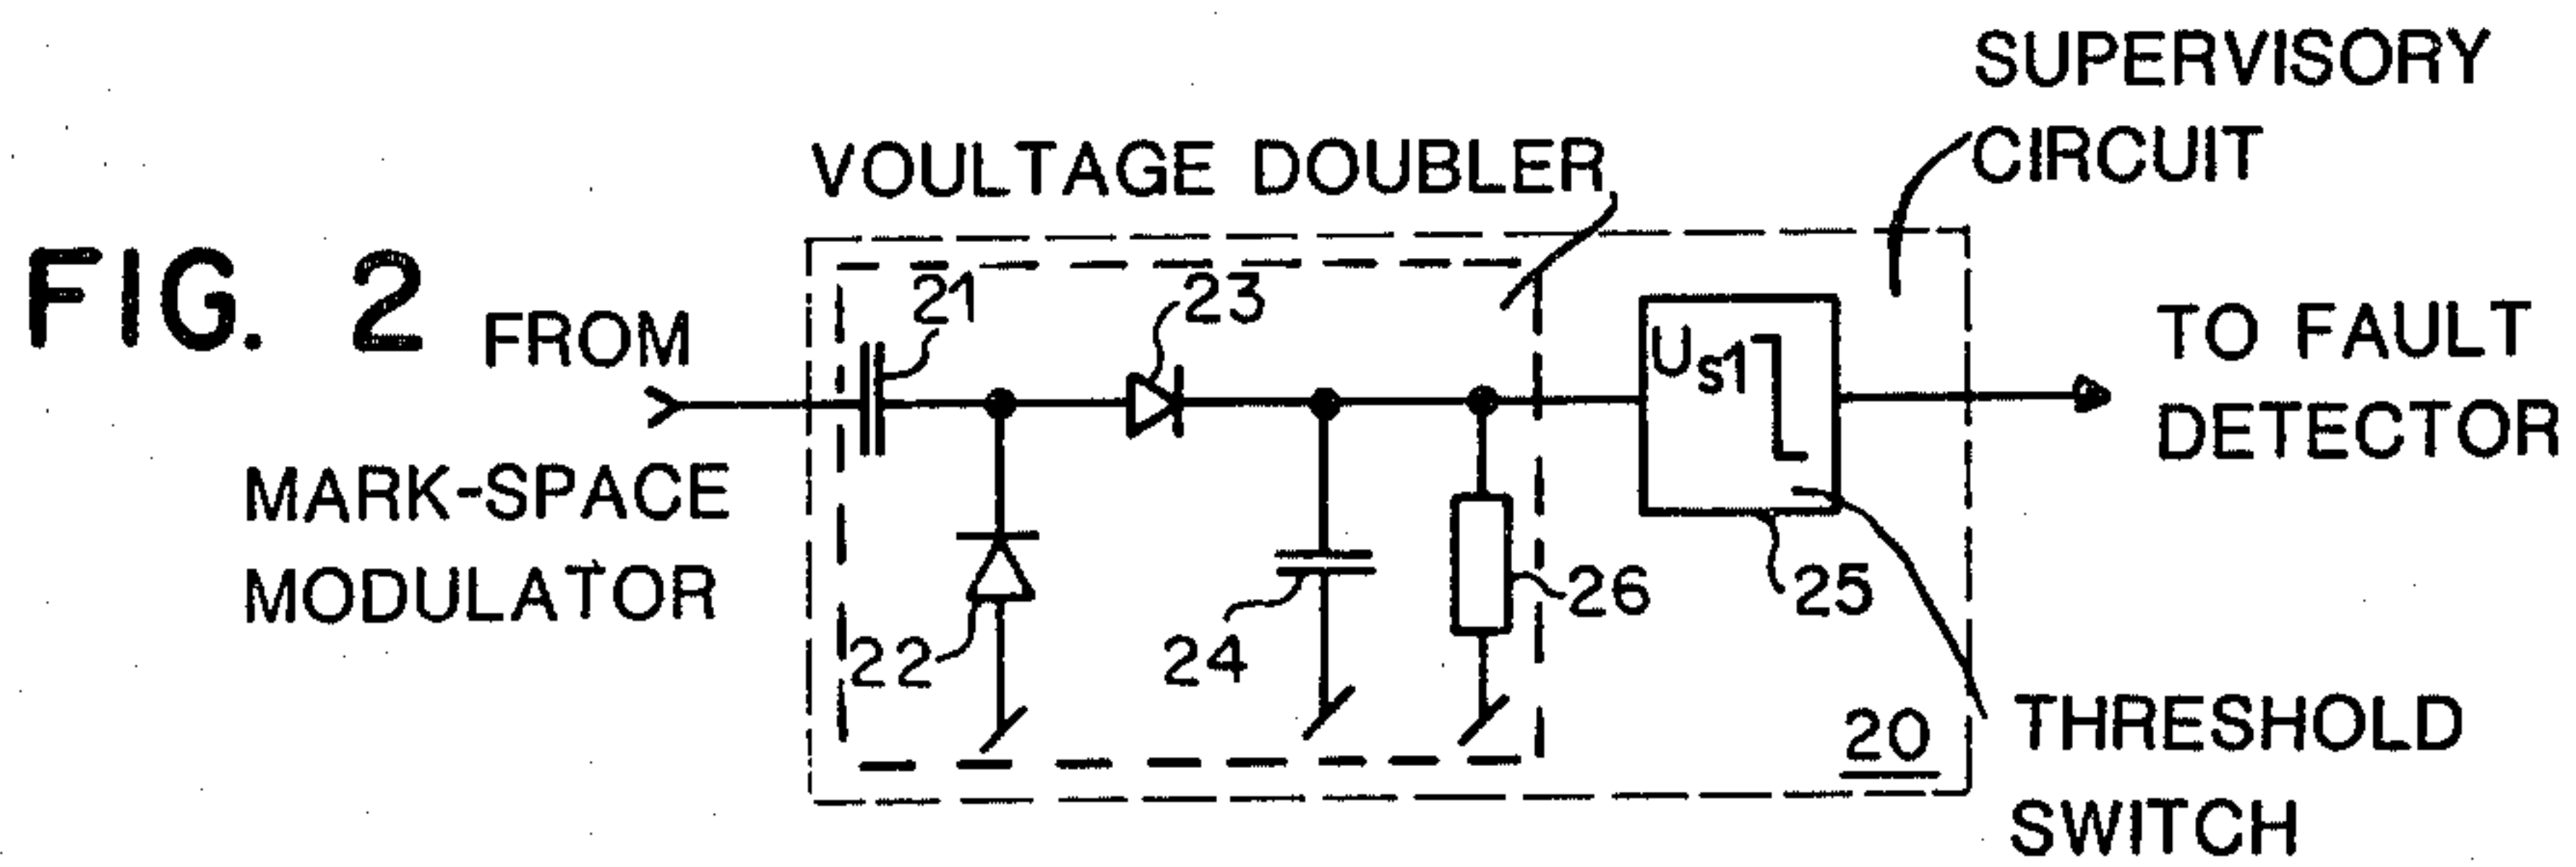 FIG. 2
FROM
MARK-SPACE
MODULATOR
VOULTAGE DOUBLER
SUPERVISORY
CIRCUIT
21
23
22
24
26
Us1
25
20
TO FAULT
DETECTOR
THRESHOLD
SWITCH